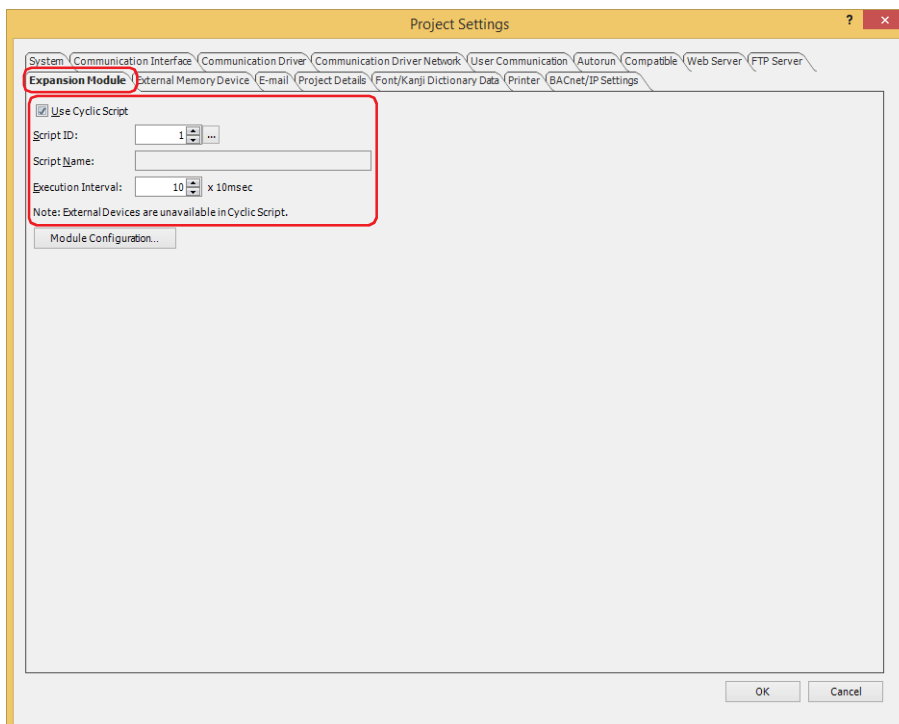 Project Settings
? ×
System Communication Interface Communication Driver Communication Driver Network User Communication Autorun Compatible Web Server FTP Server
Expansion Module External Memory Device E-mail Project Details Font/Kanji Dictionary Data Printer BACnet/IP Settings
Use Cyclic Script
Script ID: 1 ...
Script Name:
Execution Interval: 10 x 10msec
Note: External Devices are unavailable in Cyclic Script.
Module Configuration...
OK Cancel